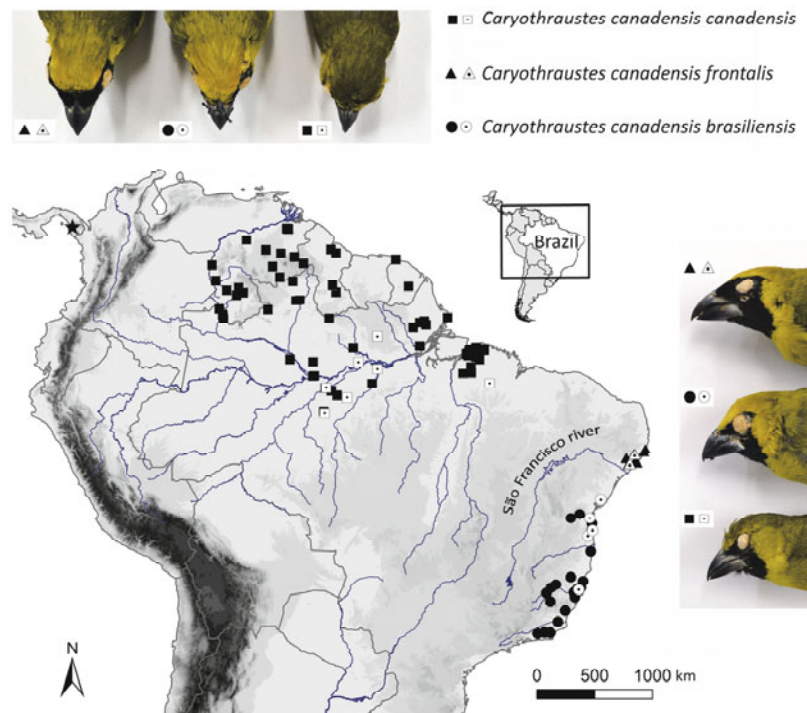 Caryothraustes canadensis canadensis
Caryothraustes canadensis frontalis
Caryothraustes canadensis brasiliensis
Brazil
São Francisco river
N
0 500 1000 km